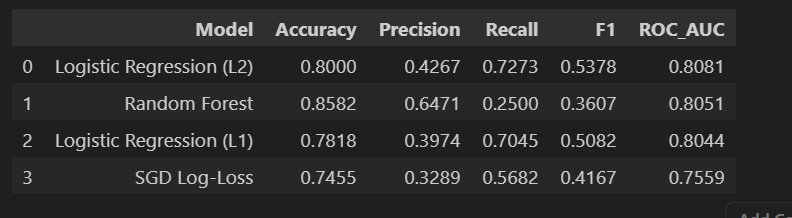 Model Accuracy Precision Recall F1 ROC_AUC
0 Logistic Regression (L2) 0.8000 0.4267 0.7273 0.5378 0.8081
1 Random Forest 0.8582 0.6471 0.2500 0.3607 0.8051
2 Logistic Regression (L1) 0.7818 0.3974 0.7045 0.5082 0.8044
3 SGD Log-Loss 0.7455 0.3289 0.5682 0.4167 0.7559